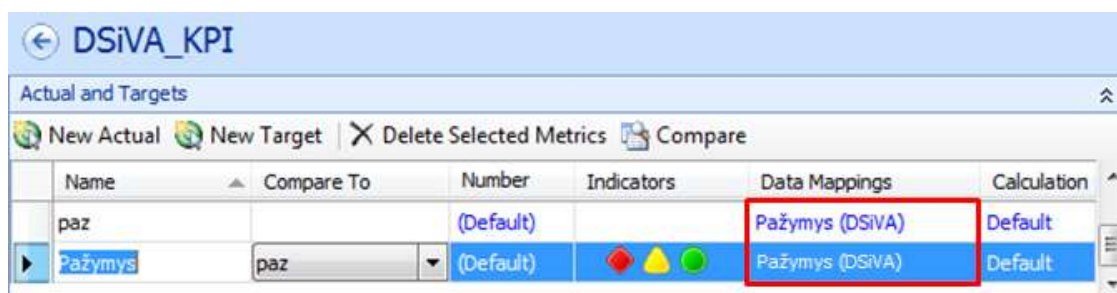 DSiVA_KPI
Actual and Targets
New Actual New Target Delete Selected Metrics Compare
Name Compare To Number Indicators Data Mappings Calculation
paz (Default) Pažymys (DSiVA) Default
Pažymys paz (Default) Pažymys (DSiVA) Default